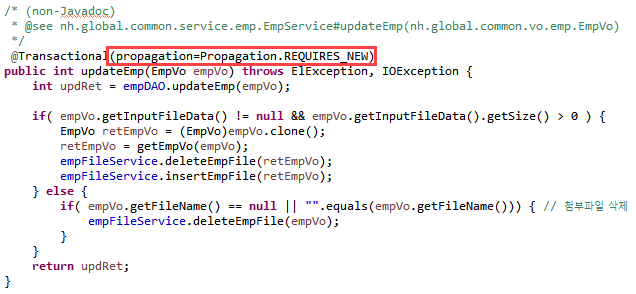 /* (non-Javadoc)
 * @see nh.global.common.service.emp.EmpService#updateEmp(nh.global.common.vo.emp.EmpVo)
 */
 @Transactional(propagation=Propagation.REQUIRES_NEW)
public int updateEmp(EmpVo empVo) throws ElException, IOException {
    int updRet = empDAO.updateEmp(empVo);

    if( empVo.getInputFileData() != null && empVo.getInputFileData().getSize() > 0 ) {
        EmpVo retEmpVo = (EmpVo)empVo.clone();
        retEmpVo = getEmpVo(empVo);
        empFileService.deleteEmpFile(retEmpVo);
        empFileService.insertEmpFile(retEmpVo);
    } else {
        if( empVo.getFileName() == null || "".equals(empVo.getFileName())) { // 첨부파일 삭제
            empFileService.deleteEmpFile(empVo);
        }
    }
    return updRet;
}